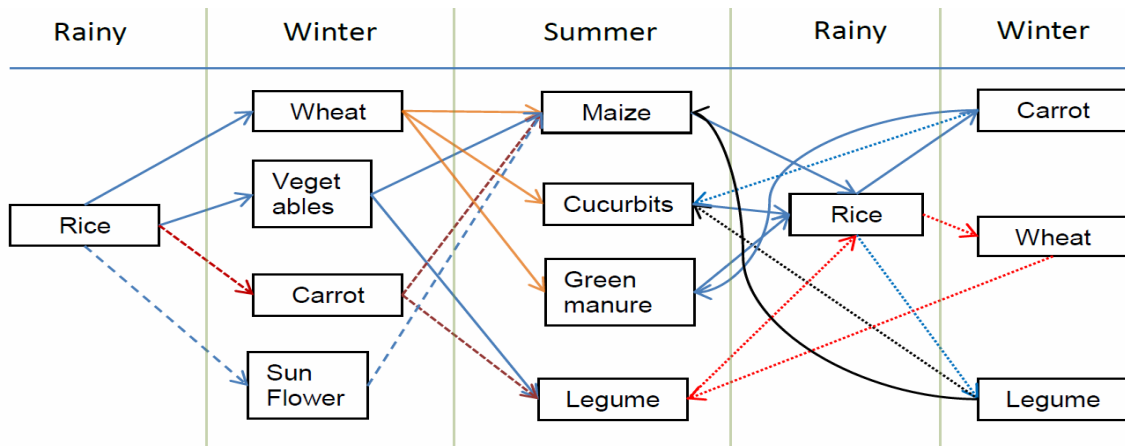 Rainy
Winter
Summer
Rainy
Winter
Rice
Wheat
Veget
ables
Carrot
Sun
Flower
Maize
Cucurbits
Green
manure
Legume
Rice
Carrot
Wheat
Legume